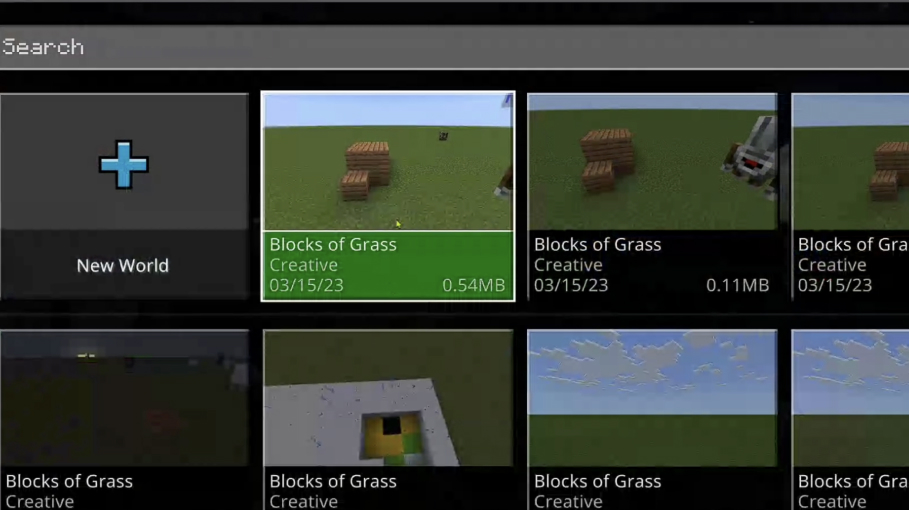 Search
New World
Blocks of Grass
Creative
03/15/23 0.54MB
Blocks of Grass
Creative
03/15/23 0.11MB
Blocks of Gra
Creative
03/15/23
Blocks of Grass
Creative
Blocks of Grass
Creative
Blocks of Grass
Creative
Blocks of Gra
Creative